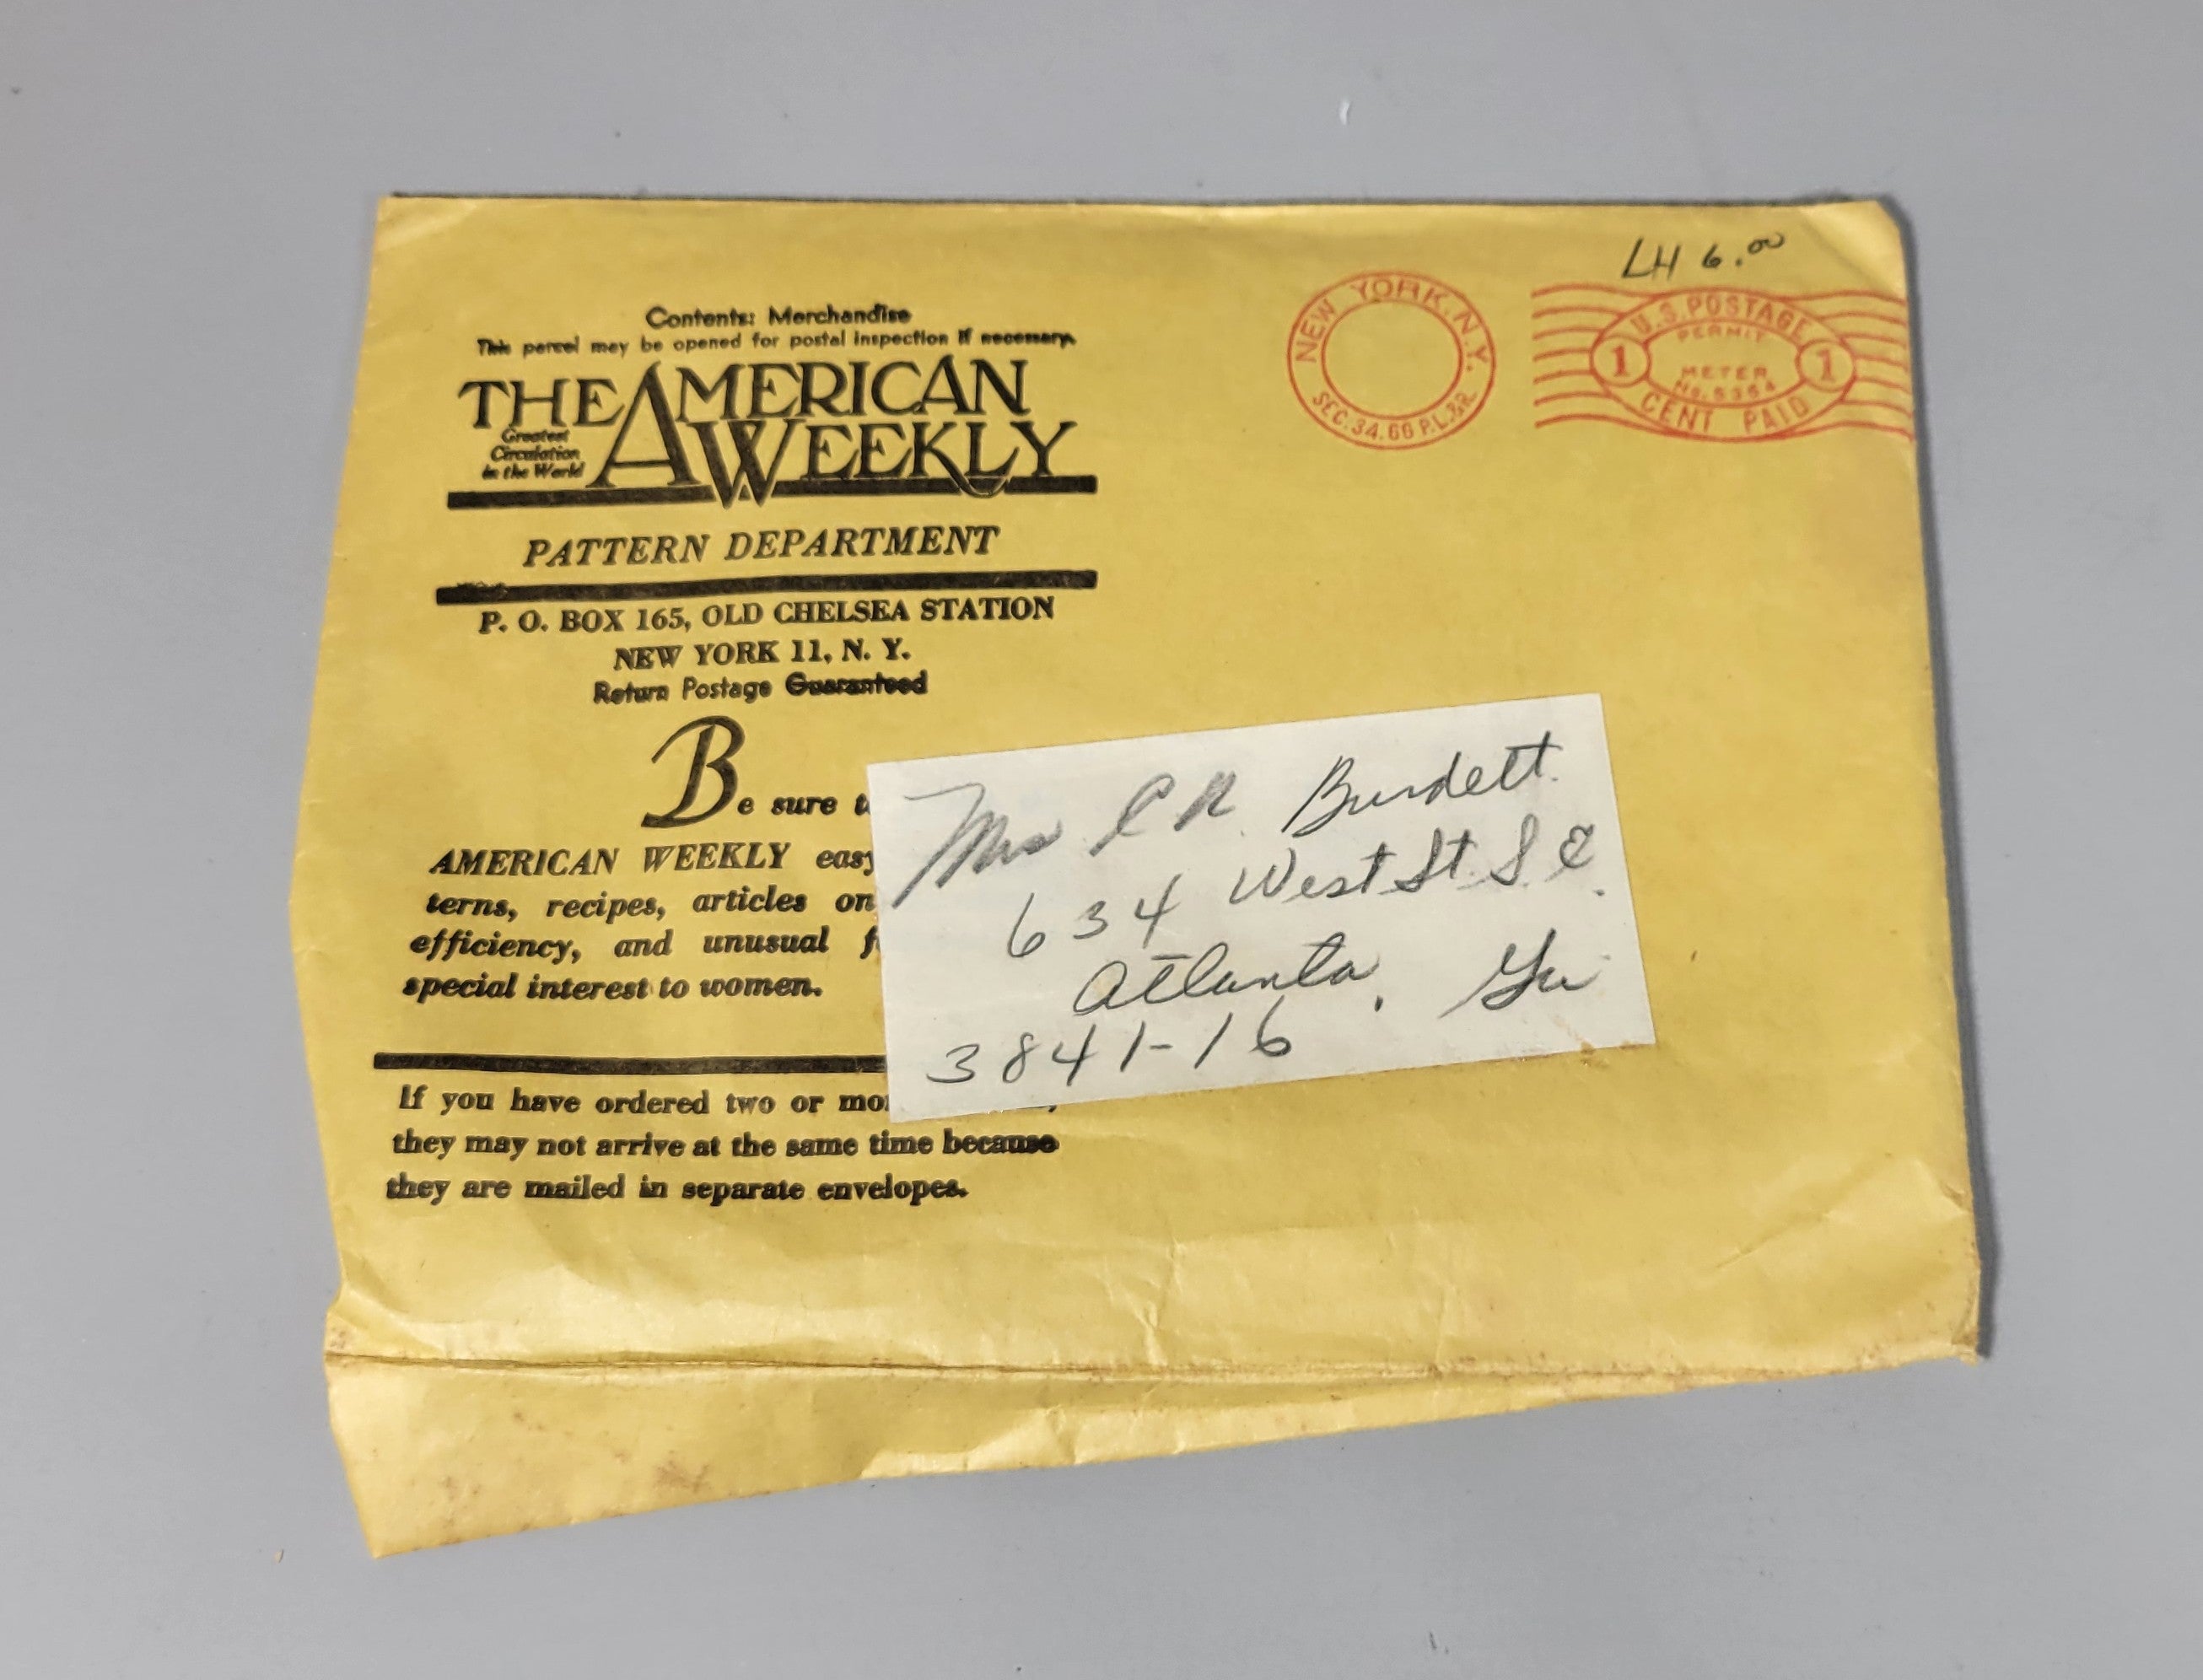 LH 6.00
Contents: Merchandise
This parcel may be opened for postal inspection if necessary.
THE AMERICAN
WEEKLY
Greatest
Circulation
in the World
PATTERN DEPARTMENT
P. O. BOX 165, OLD CHELSEA STATION
NEW YORK 11, N. Y.
Return Postage Guaranteed
NEW YORK, N.Y.
SEC. 34.66 P.L.&R.
U.S. POSTAGE
1 PERMIT 1
METER
CENT PAID
Be sure
AMERICAN WEEKLY easy
terns, recipes, articles on
efficiency, and unusual f
special interest to women.
Mrs C R Burdett
634 West St. S. E.
Atlanta, Ga
3841-16
If you have ordered two or
they may not arrive at the same time because
they are mailed in separate envelopes.